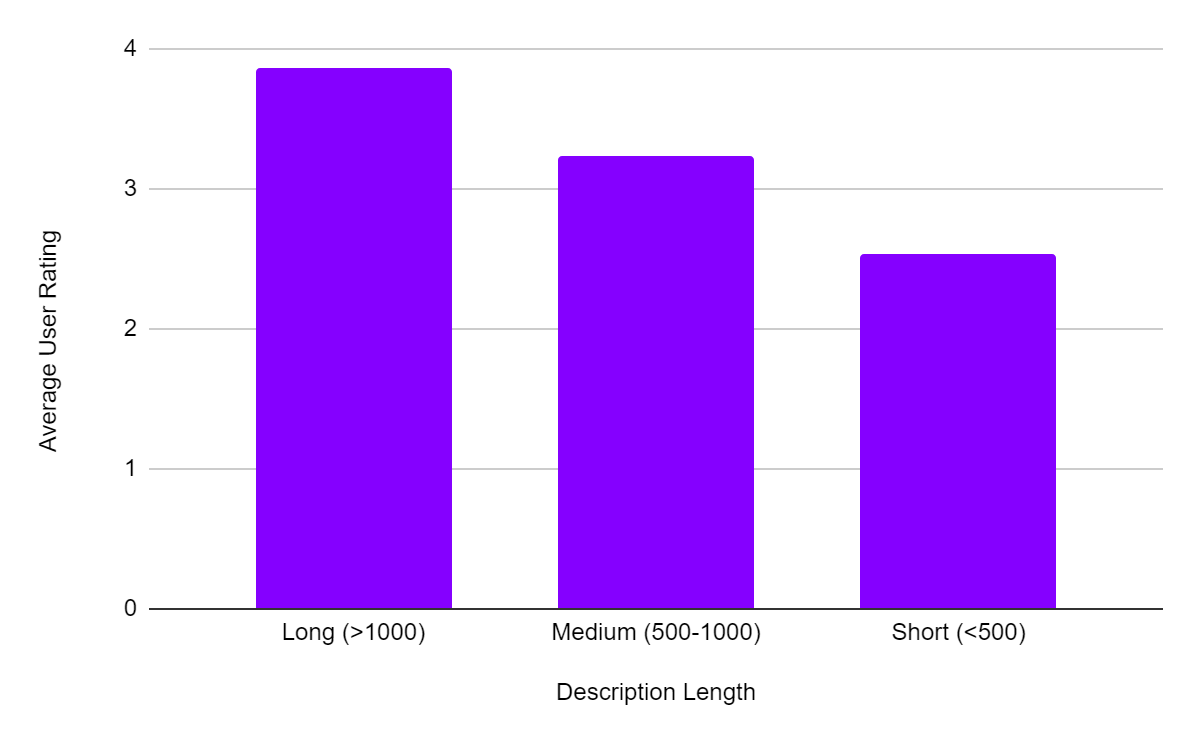 4
3
2
1
0
Average User Rating
Long (>1000)
Medium (500-1000)
Short (<500)
Description Length